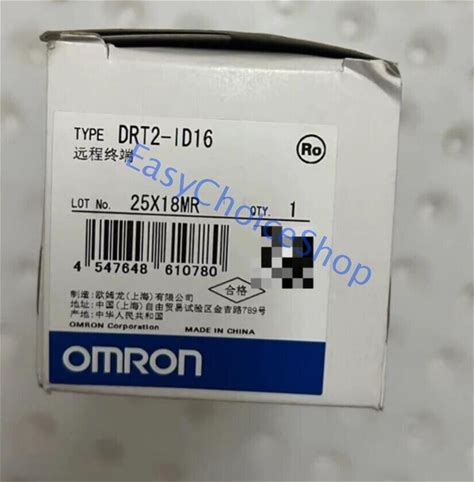 TYPE DRT2-ID16
远程终端
Ro
LOT No. 25X18MR QTY. 1
4 547648 610780
合格
制造: 欧姆龙(上海)有限公司
地址: 中国(上海)自由贸易试验区金吉路789号
产地: 中华人民共和国
OMRON Corporation MADE IN CHINA
OMRON
EasyChoiceShop